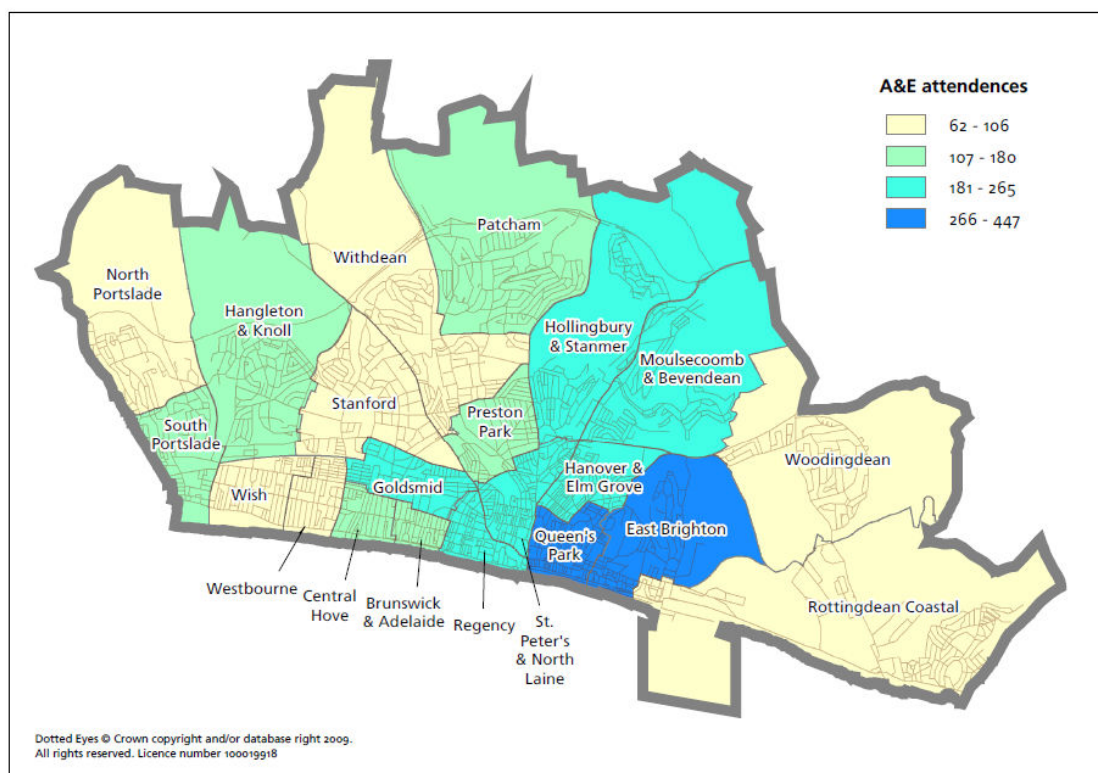 A&E attendences
62 - 106
107 - 180
181 - 265
266 - 447
Patcham
Withdean
North
Portslade
Hangleton
& Knoll
Hollingbury
& Stanmer
Moulsecoomb
& Bevendean
Stanford
Preston
Park
South
Portslade
Woodingdean
Hanover &
Elm Grove
Goldsmid
Wish
Queen's
Park
East Brighton
Rottingdean Coastal
Westbourne
Central
Hove
Brunswick
& Adelaide
Regency
St.
Peter's
& North
Laine
Dotted Eyes © Crown copyright and/or database right 2009.
All rights reserved. Licence number 100019918